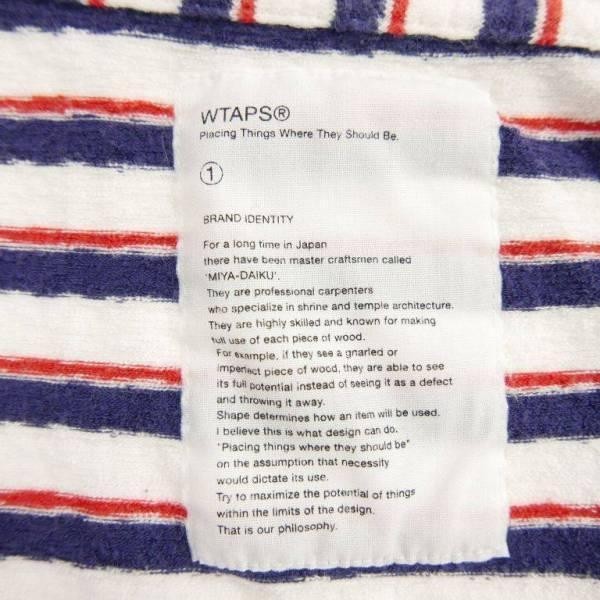 WTAPS®
Placing Things Where They Should Be.
①
BRAND IDENTITY
For a long time in Japan
there have been master craftsmen called
'MIYA-DAIKU'.
They are professional carpenters
who specialize in shrine and temple architecture.
They are highly skilled and known for making
full use of each piece of wood.
For example, if they see a gnarled or
imperfect piece of wood, they are able to see
its full potential instead of seeing it as a defect
and throwing it away.
Shape determines how an item will be used.
I believe this is what design can do.
"Placing things where they should be"
on the assumption that necessity
would dictate its use.
Try to maximize the potential of things
within the limits of the design.
That is our philosophy.